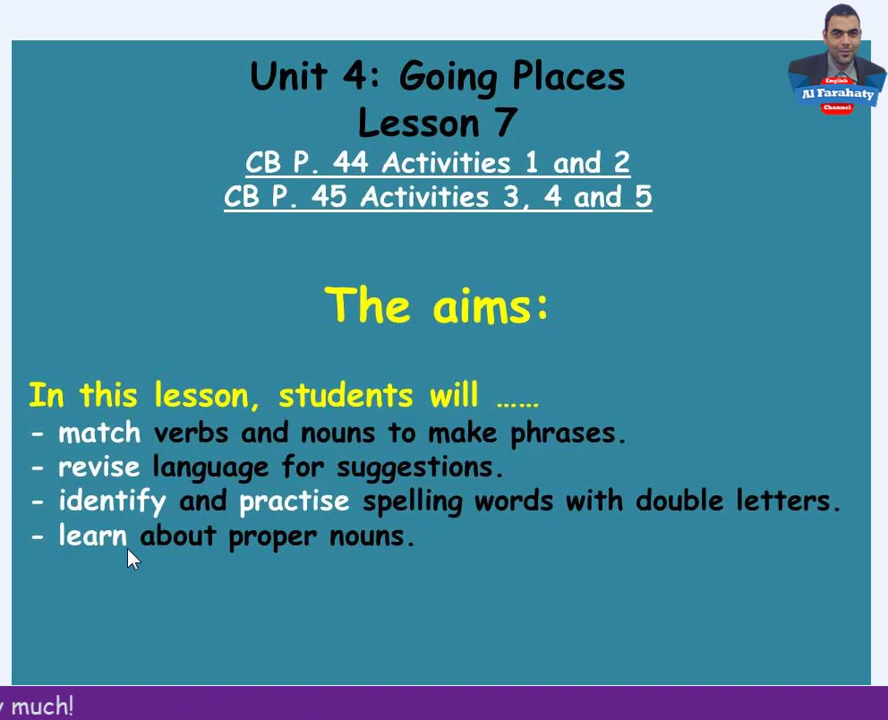 Unit 4: Going Places
Lesson 7
CB P. 44 Activities 1 and 2
CB P. 45 Activities 3, 4 and 5
English
Al Farahaty
Channel
The aims:
In this lesson, students will ……
- match verbs and nouns to make phrases.
- revise language for suggestions.
- identify and practise spelling words with double letters.
- learn about proper nouns.
much!